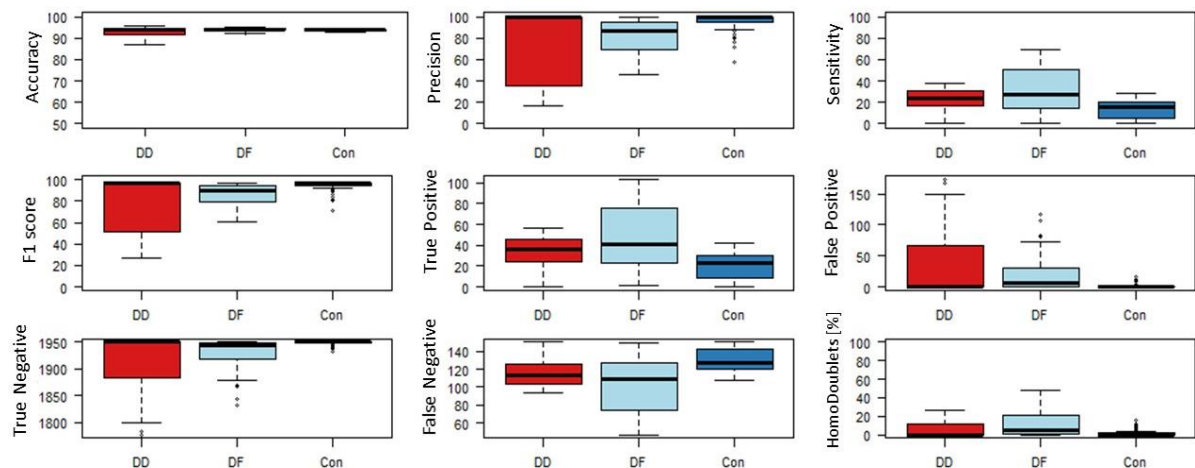 Accuracy
100
90
80
70
60
50
DD DF Con
Precision
100
80
60
40
20
0
DD DF Con
Sensitivity
100
80
60
40
20
0
DD DF Con
F1 score
100
80
60
40
20
0
DD DF Con
True Positive
100
80
60
40
20
0
DD DF Con
False Positive
150
100
50
0
DD DF Con
True Negative
1950
1900
1850
1800
DD DF Con
False Negative
140
120
100
80
60
DD DF Con
HomoDoublets [%]
100
80
60
40
20
0
DD DF Con